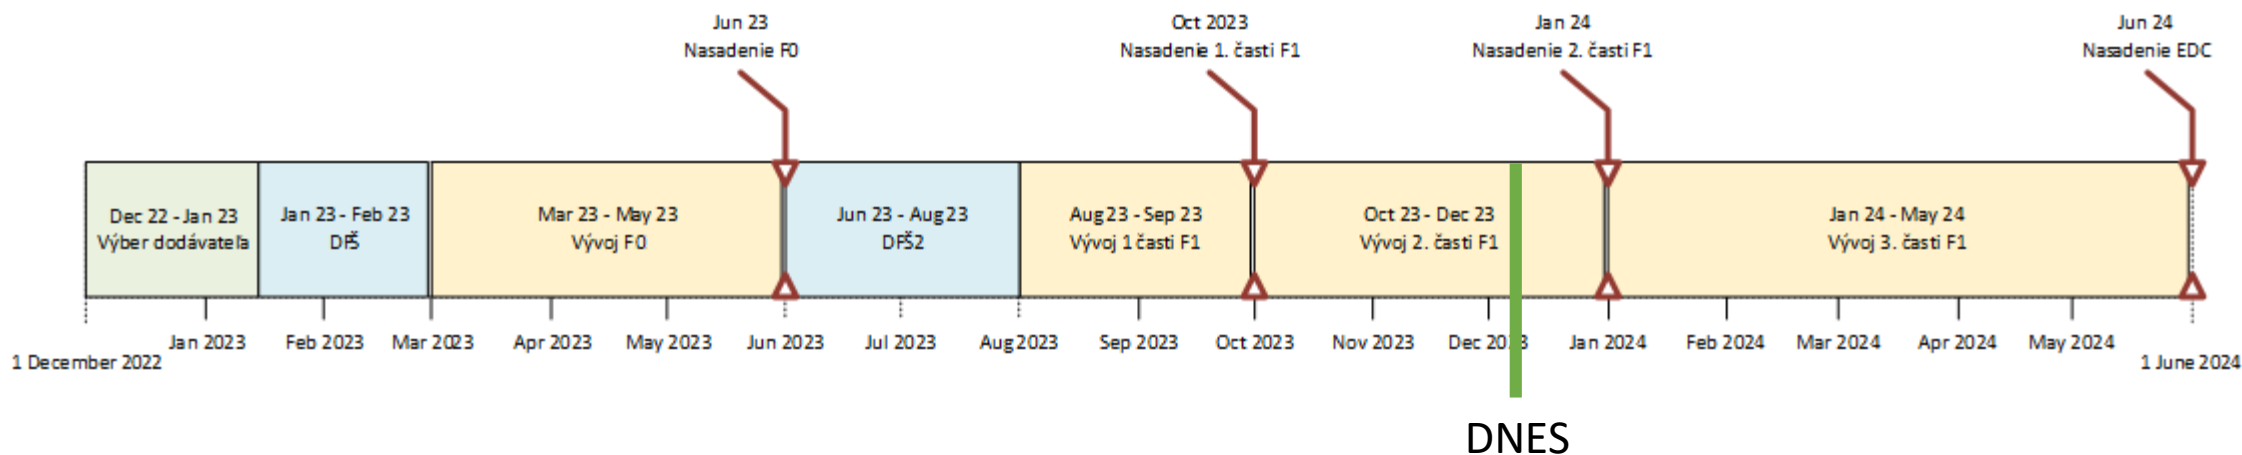 Jun 23
Nasadenie F0
Oct 2023
Nasadenie 1. časti F1
Jan 24
Nasadenie 2. časti F1
Jun 24
Nasadenie EDC
Dec 22 - Jan 23
Výber dodávateľa
Jan 23 - Feb 23
DFŠ
Mar 23 - May 23
Vývoj F0
Jun 23 - Aug 23
DFŠ2
Aug 23 - Sep 23
Vývoj 1 časti F1
Oct 23 - Dec 23
Vývoj 2. časti F1
Jan 24 - May 24
Vývoj 3. časti F1
1 December 2022
Jan 2023
Feb 2023
Mar 2023
Apr 2023
May 2023
Jun 2023
Jul 2023
Aug 2023
Sep 2023
Oct 2023
Nov 2023
Dec 2023
Jan 2024
Feb 2024
Mar 2024
Apr 2024
May 2024
1 June 2024
DNES